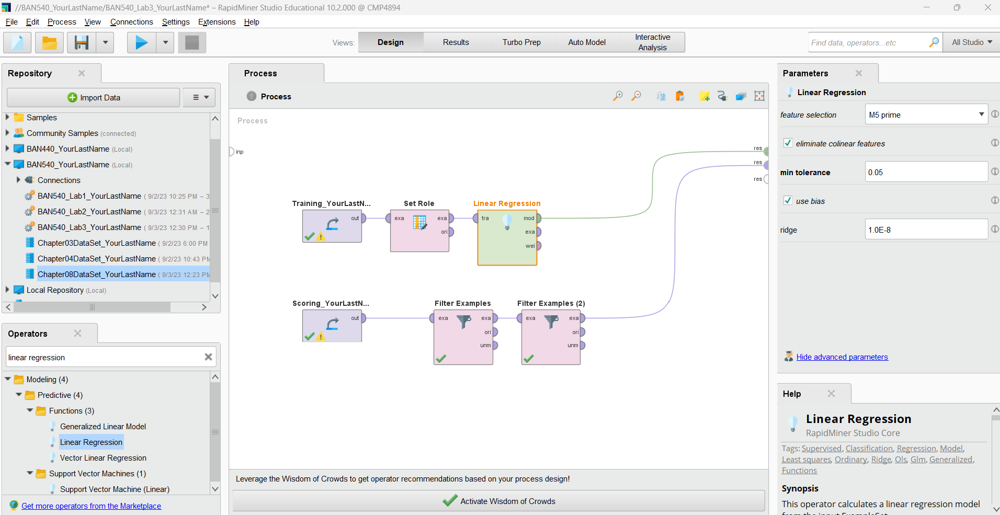 //BAN540_YourLastName/BAN540_Lab3_YourLastName* – RapidMiner Studio Educational 10.2.000 @ CMP4894
File Edit Process View Connections Settings Extensions Help
Views: Design Results Turbo Prep Auto Model Interactive Analysis
Find data, operators...etc
All Studio
Repository
Import Data
Samples
Community Samples (connected)
BAN440_YourLastName (Local)
BAN540_YourLastName (Local)
Connections
BAN540_Lab1_YourLastName ( 9/2/23 10:25 PM – 3
BAN540_Lab2_YourLastName ( 9/3/23 12:31 AM – 2
BAN540_Lab3_YourLastName ( 9/3/23 12:30 PM – 1
Chapter03DataSet_YourLastName ( 9/2/23 6:00 PM
Chapter04DataSet_YourLastName ( 9/2/23 10:43 PM
Chapter08DataSet_YourLastName ( 9/3/23 12:23 PM
Local Repository (Local)
Operators
linear regression
Modeling (4)
Predictive (4)
Functions (3)
Generalized Linear Model
Linear Regression
Vector Linear Regression
Support Vector Machines (1)
Support Vector Machine (Linear)
Get more operators from the Marketplace
Process
Process
Process
inp
res
res
res
Training_YourLastN...
out
Set Role
exa exa
ori
Linear Regression
tra mod
exa
wei
Scoring_YourLastN...
out
Filter Examples
exa exa
ori
unm
Filter Examples (2)
exa exa
ori
unm
Leverage the Wisdom of Crowds to get operator recommendations based on your process design!
Activate Wisdom of Crowds
Parameters
Linear Regression
feature selection M5 prime
eliminate colinear features
min tolerance 0.05
use bias
ridge 1.0E-8
Hide advanced parameters
Help
Linear Regression
RapidMiner Studio Core
Tags: Supervised, Classification, Regression, Model,
Least squares, Ordinary, Ridge, Ols, Glm, Generalized,
Functions
Synopsis
This operator calculates a linear regression model
from the input ExampleSet.